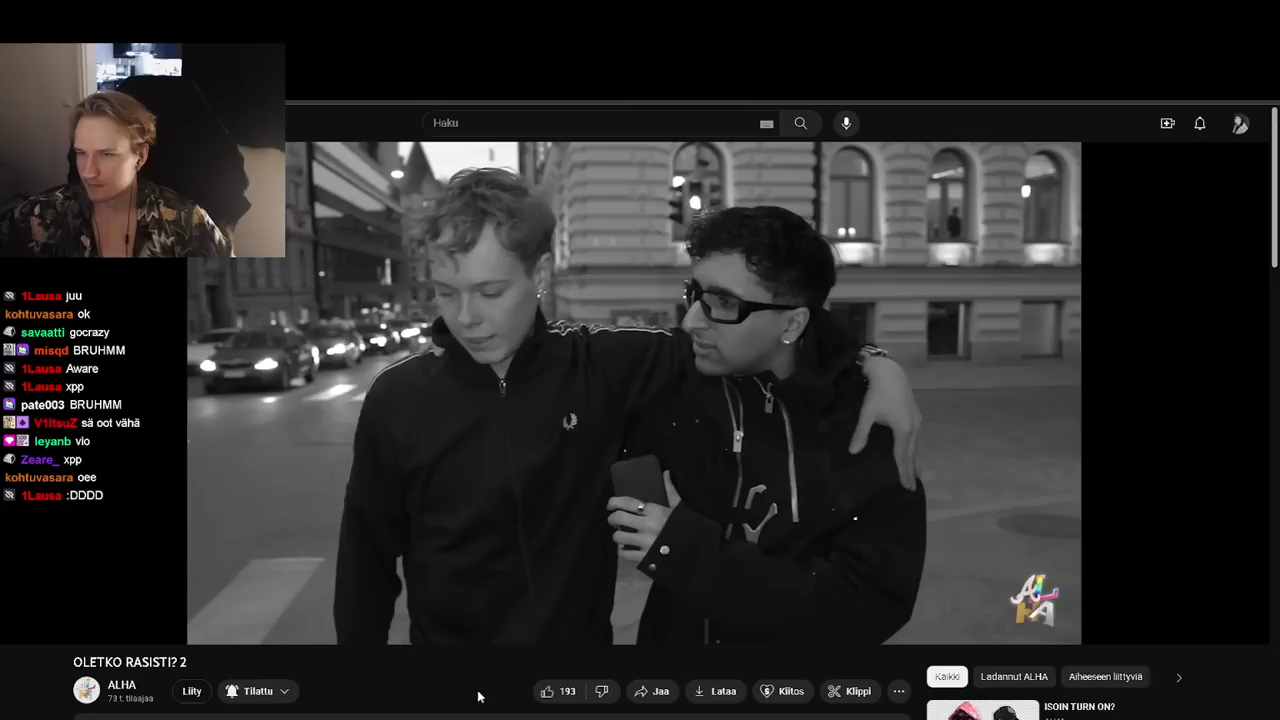 Haku
1Lausa juu
kohtuvasara ok
savaatti gocrazy
misqd BRUHMM
1Lausa Aware
1Lausa xpp
pate003 BRUHMM
V1ltsuZ sä oot vähä
leyanb vio
Zeare_ xpp
kohtuvasara oee
1Lausa :DDDD
ALHA
OLETKO RASISTI? 2
ALHA
73 t. tilaajaa
Liity
Tilattu
193
Jaa
Lataa
Kiitos
Klippi
Kaikki
Ladannut ALHA
Aiheeseen liittyviä
ISOIN TURN ON?